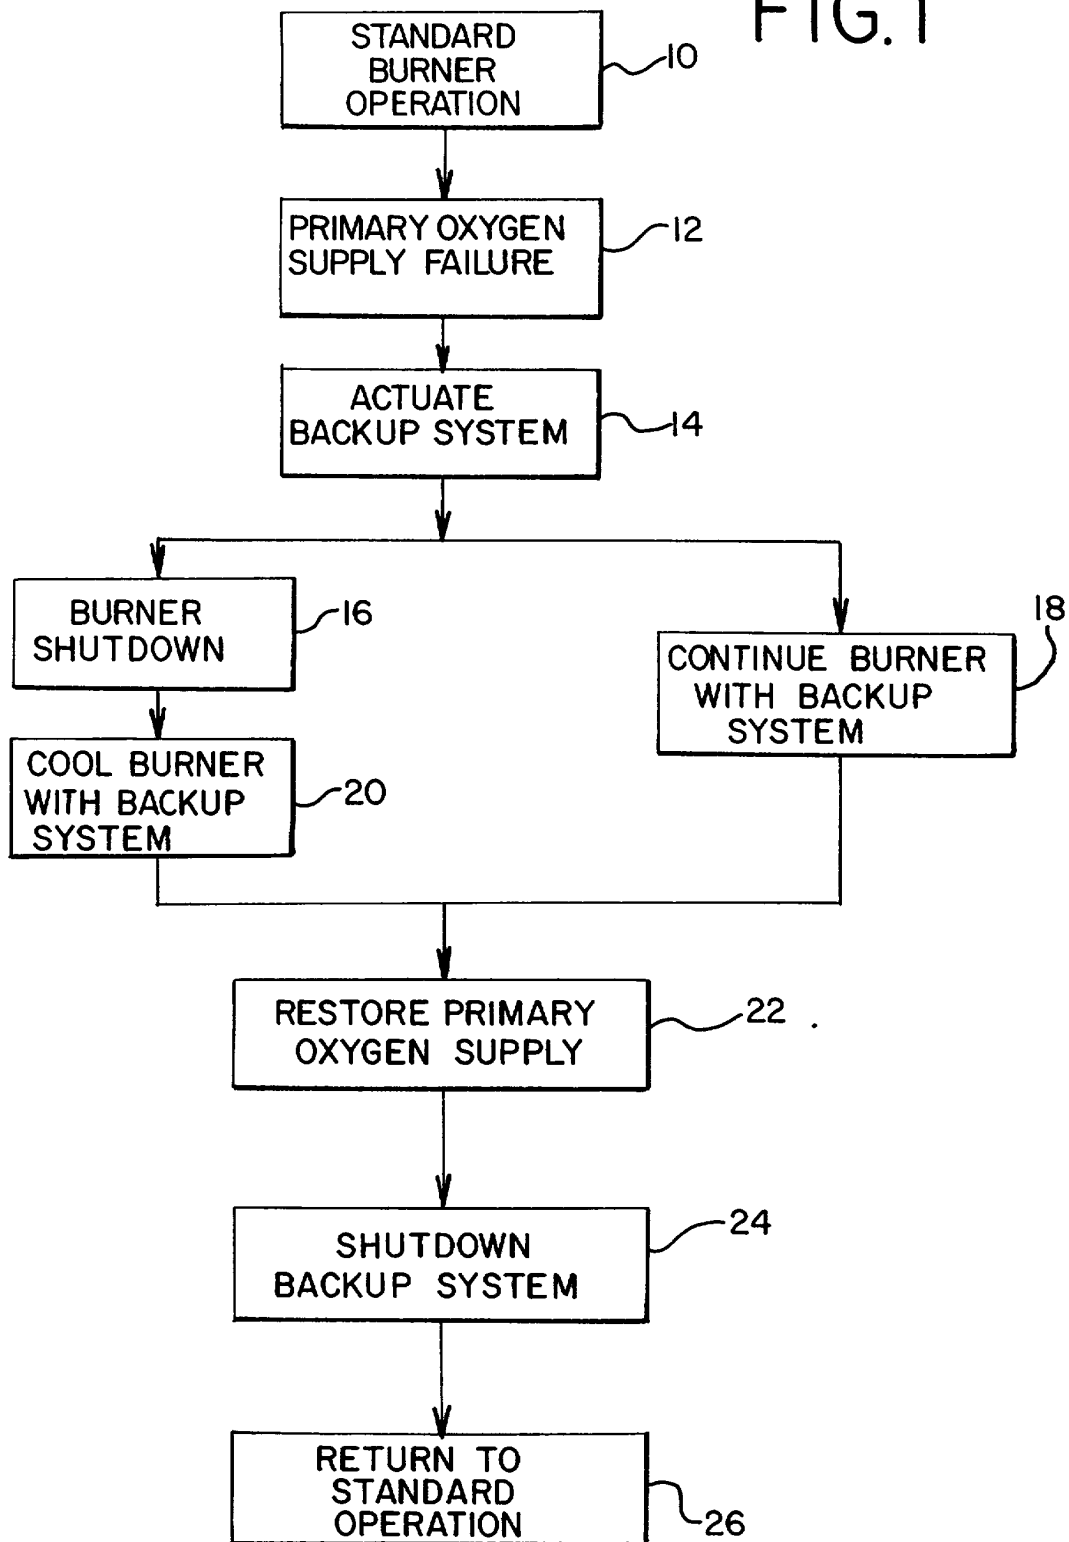 FIG. 1
STANDARD
BURNER
OPERATION
10
PRIMARY OXYGEN
SUPPLY FAILURE
12
ACTUATE
BACKUP SYSTEM
14
BURNER
SHUTDOWN
16
CONTINUE BURNER
WITH BACKUP
SYSTEM
18
COOL BURNER
WITH BACKUP
SYSTEM
20
RESTORE PRIMARY
OXYGEN SUPPLY
22
SHUTDOWN
BACKUP SYSTEM
24
RETURN TO
STANDARD
OPERATION
26